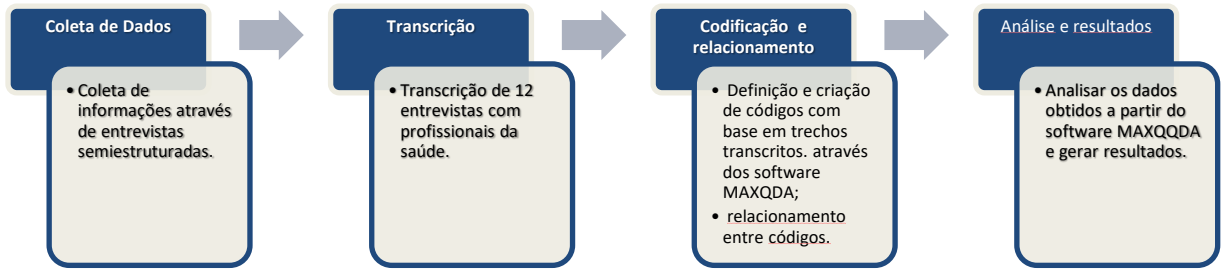 Coleta de Dados
• Coleta de
informações através
de entrevistas
semiestruturadas.
Transcrição
• Transcrição de 12
entrevistas com
profissionais da
saúde.
Codificação e
relacionamento
• Definição e criação
de códigos com
base em trechos
transcritos. através
dos software
MAXQDA;
• relacionamento
entre códigos.
Análise e resultados
• Analisar os dados
obtidos a partir do
software MAXQQDA
e gerar resultados.